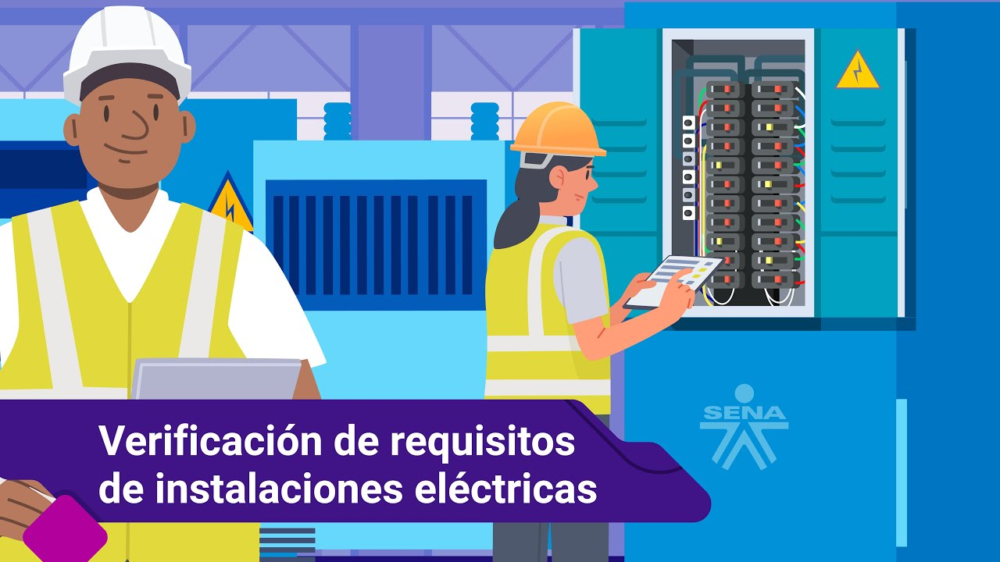 SENA
Verificación de requisitos
de instalaciones eléctricas